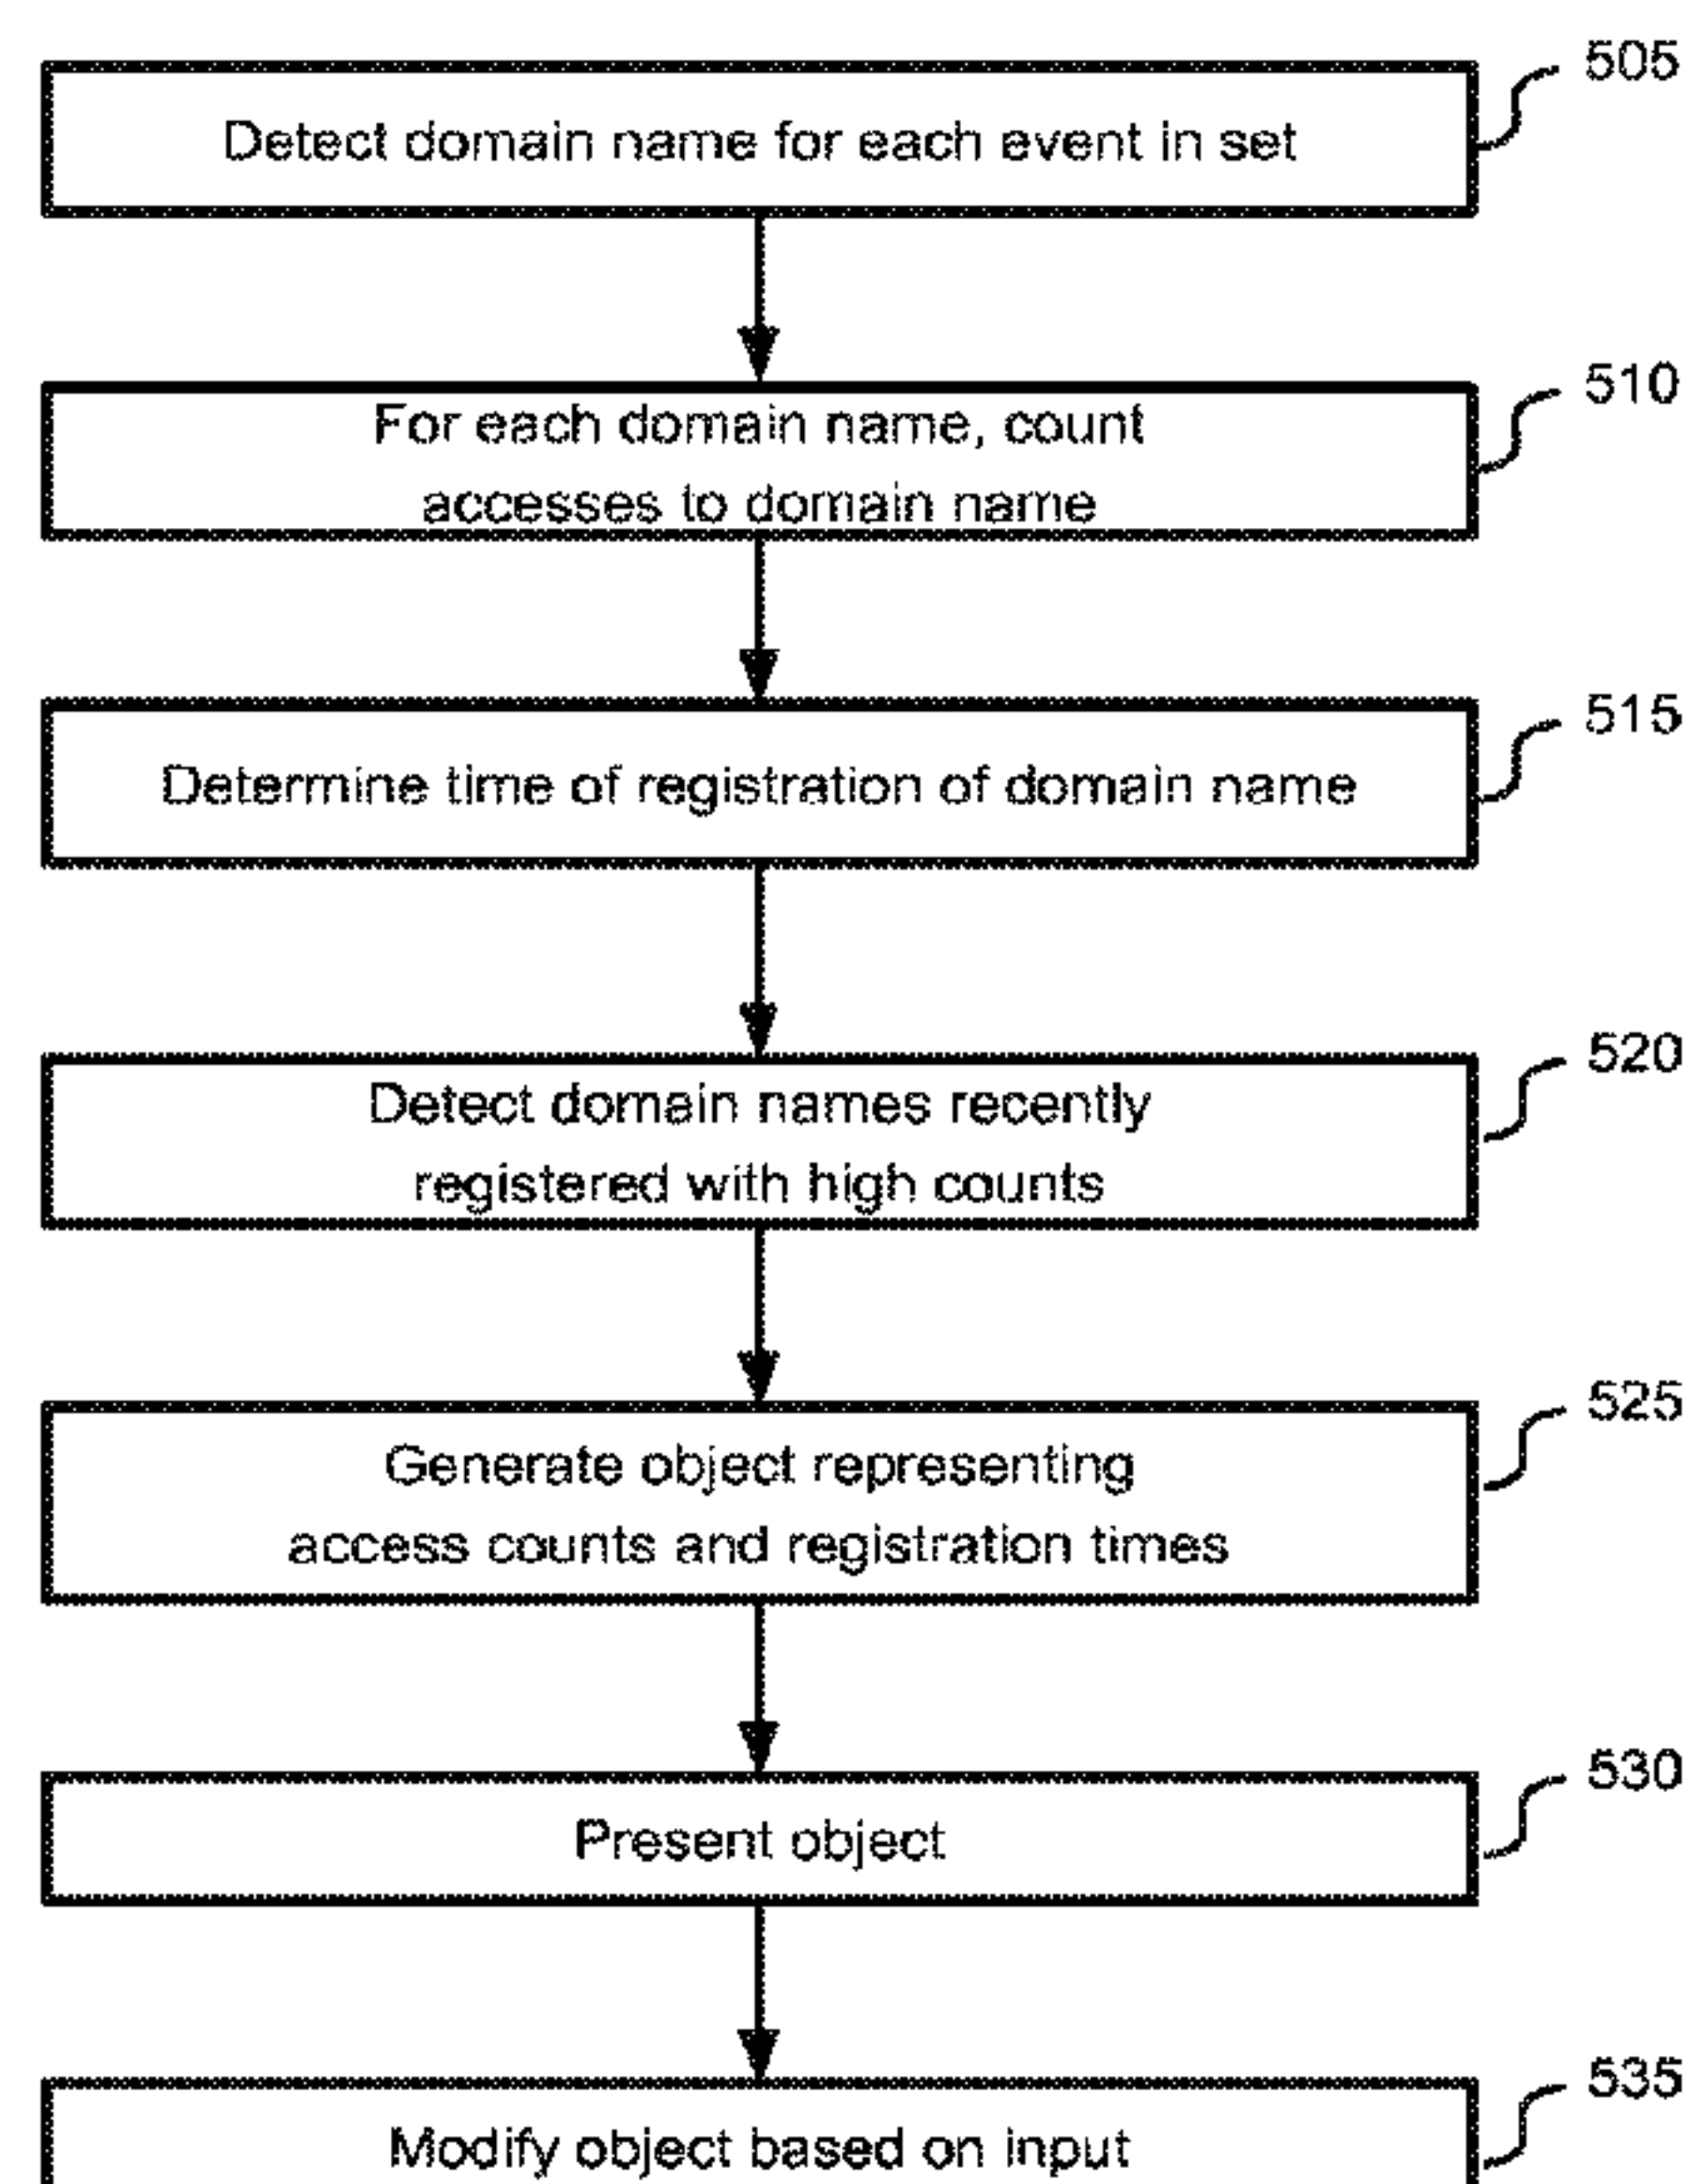 505
Detect domain name for each event in set
510
For each domain name, count
accesses to domain name
515
Determine time of registration of domain name
520
Detect domain names recently
registered with high counts
525
Generate object representing
access counts and registration times
530
Present object
535
Modify object based on input